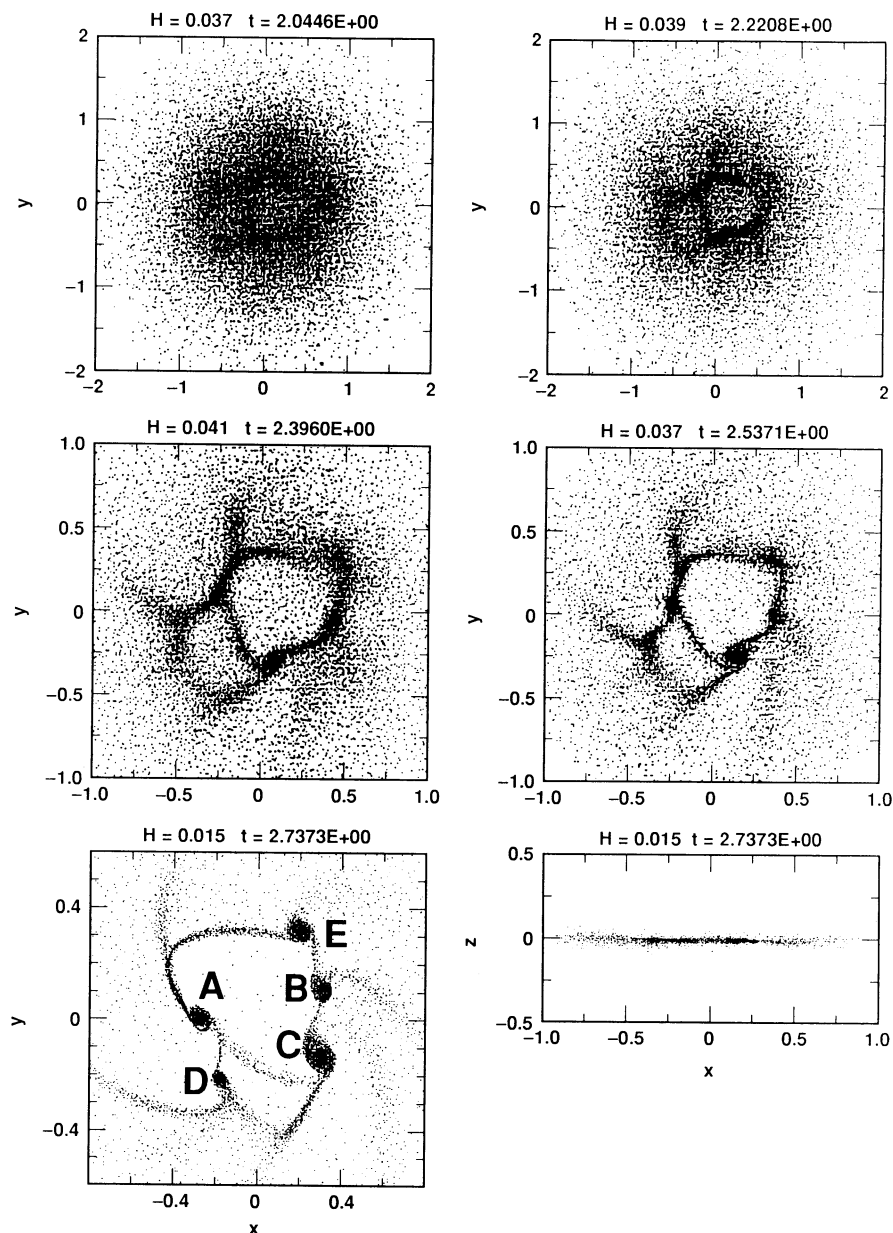 H = 0.037 t = 2.0446E+00
2
1
y
0
−1
−2
−2
−1
0
1
2
H = 0.039 t = 2.2208E+00
2
1
y
0
−1
−2
−2
−1
0
1
2
H = 0.041 t = 2.3960E+00
1.0
0.5
y
0
−0.5
−1.0
−1.0
−0.5
0
0.5
1.0
H = 0.037 t = 2.5371E+00
1.0
0.5
y
0
−0.5
−1.0
−1.0
−0.5
0
0.5
1.0
H = 0.015 t = 2.7373E+00
0.4
y
0
−0.4
E
A
B
C
D
−0.4
0
0.4
x
H = 0.015 t = 2.7373E+00
0.5
z
0
−0.5
−1.0
−0.5
0
0.5
1.0
x